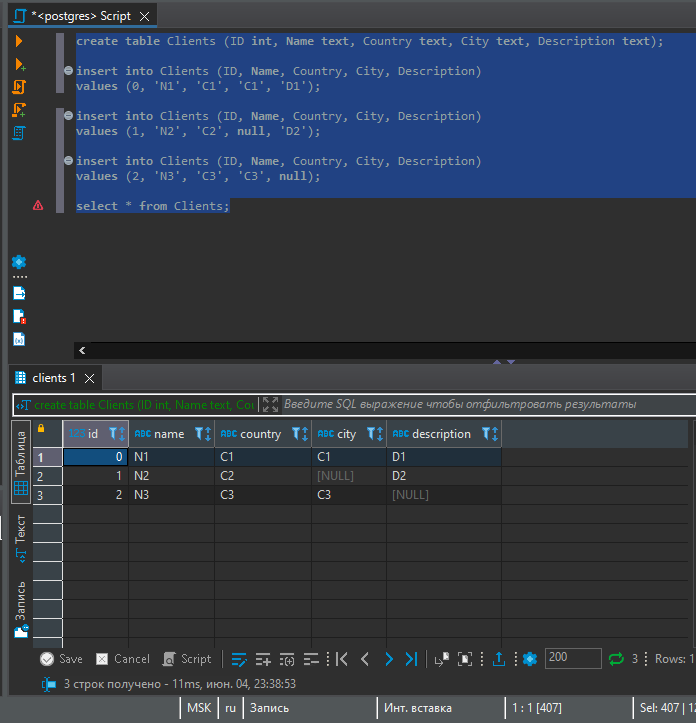 *<postgres> Script
create table Clients (ID int, Name text, Country text, City text, Description text);
insert into Clients (ID, Name, Country, City, Description)
values (0, 'N1', 'C1', 'C1', 'D1');
insert into Clients (ID, Name, Country, City, Description)
values (1, 'N2', 'C2', null, 'D2');
insert into Clients (ID, Name, Country, City, Description)
values (2, 'N3', 'C3', 'C3', null);
select * from Clients;
clients 1
create table Clients (ID int, Name text, Cou
Введите SQL выражение чтобы отфильтровать результаты
Таблица
Текст
Запись
123 id ABC name ABC country ABC city ABC description
1 0 N1 C1 C1 D1
2 1 N2 C2 [NULL] D2
3 2 N3 C3 C3 [NULL]
Save Cancel Script 200 3 Rows: 1
3 строк получено - 11ms, июн. 04, 23:38:53
MSK ru Запись Инт. вставка 1 : 1 [407] Sel: 407 | 1